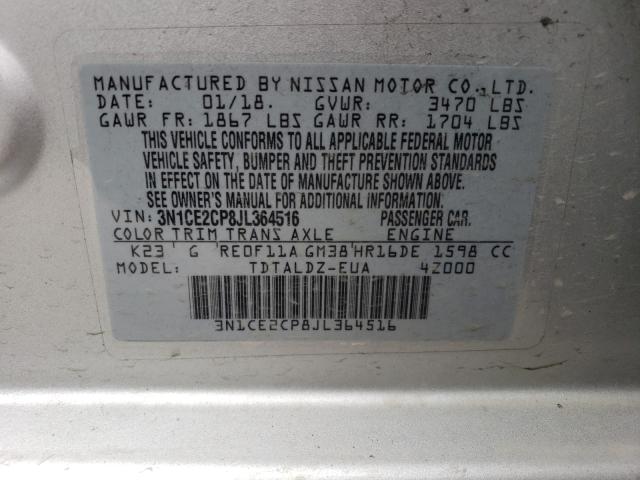 MANUFACTURED BY NISSAN MOTOR CO., LTD.
DATE: 01/18. GVWR: 3470 LBS
GAWR FR: 1867 LBS GAWR RR: 1704 LBS
THIS VEHICLE CONFORMS TO ALL APPLICABLE FEDERAL MOTOR
VEHICLE SAFETY, BUMPER AND THEFT PREVENTION STANDARDS
IN EFFECT ON THE DATE OF MANUFACTURE SHOWN ABOVE.
SEE OWNER'S MANUAL FOR ADDITIONAL INFORMATION.
VIN: 3N1CE2CP8JL364516 PASSENGER CAR.
COLOR TRIM TRANS AXLE ENGINE
K23 ' G 'RE0F11A GM38'HR16DE 1598 CC
MODEL: TDTALDZ-EUA 4Z000
3N1CE2CP8JL364516